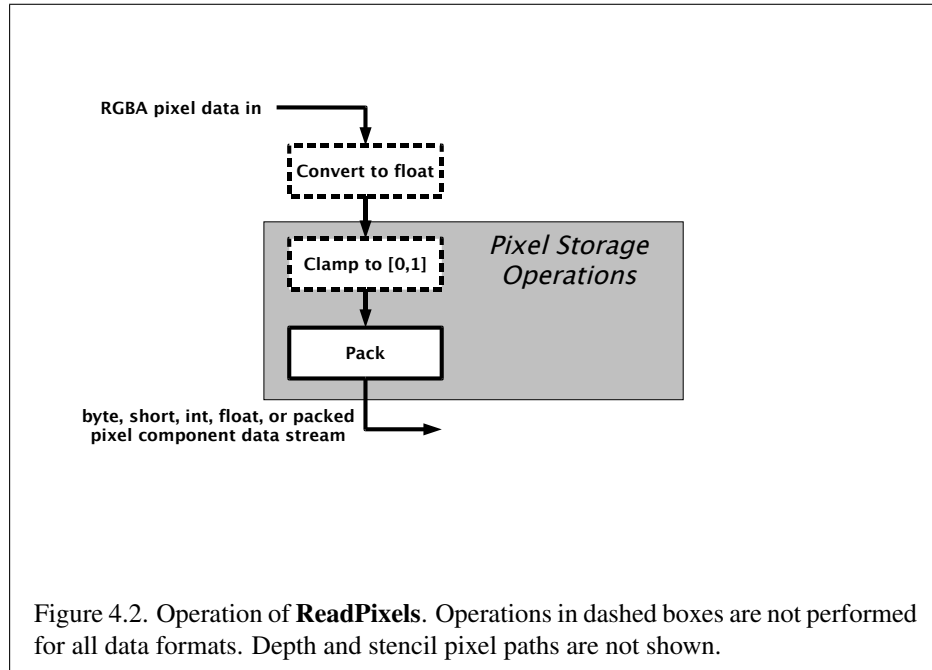 RGBA pixel data in
Convert to float
Clamp to [0,1]
Pixel Storage
Operations
Pack
byte, short, int, float, or packed
pixel component data stream
Figure 4.2. Operation of ReadPixels. Operations in dashed boxes are not performed
for all data formats. Depth and stencil pixel paths are not shown.